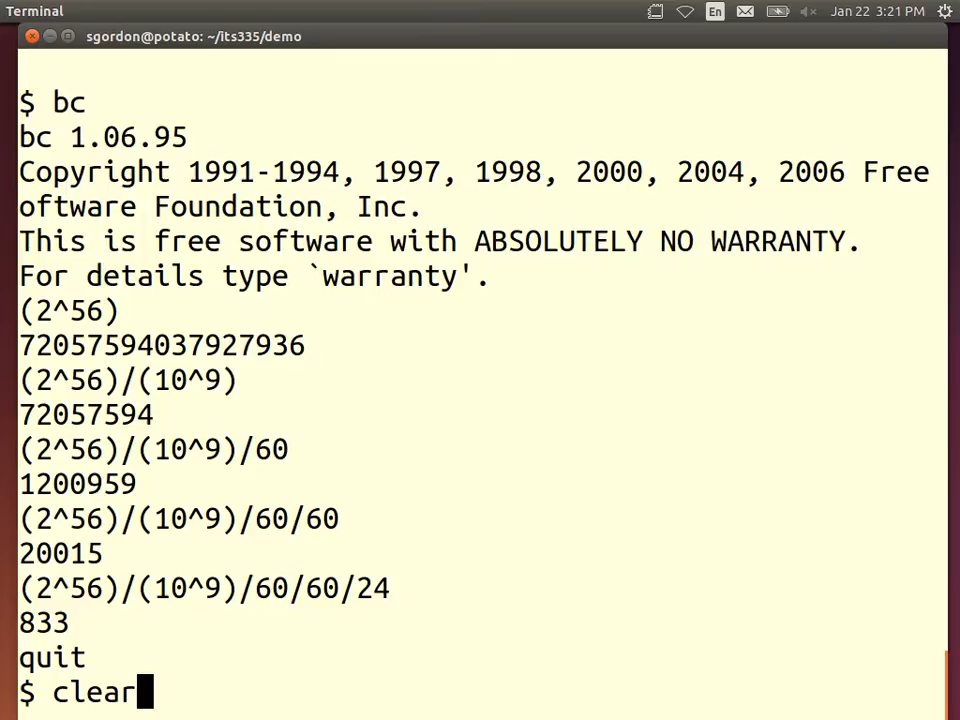 Terminal
En
Jan 22 3:21 PM
sgordon@potato: ~/its335/demo
$ bc
bc 1.06.95
Copyright 1991-1994, 1997, 1998, 2000, 2004, 2006 Free
oftware Foundation, Inc.
This is free software with ABSOLUTELY NO WARRANTY.
For details type `warranty'.
(2^56)
72057594037927936
(2^56)/(10^9)
72057594
(2^56)/(10^9)/60
1200959
(2^56)/(10^9)/60/60
20015
(2^56)/(10^9)/60/60/24
833
quit
$ clear